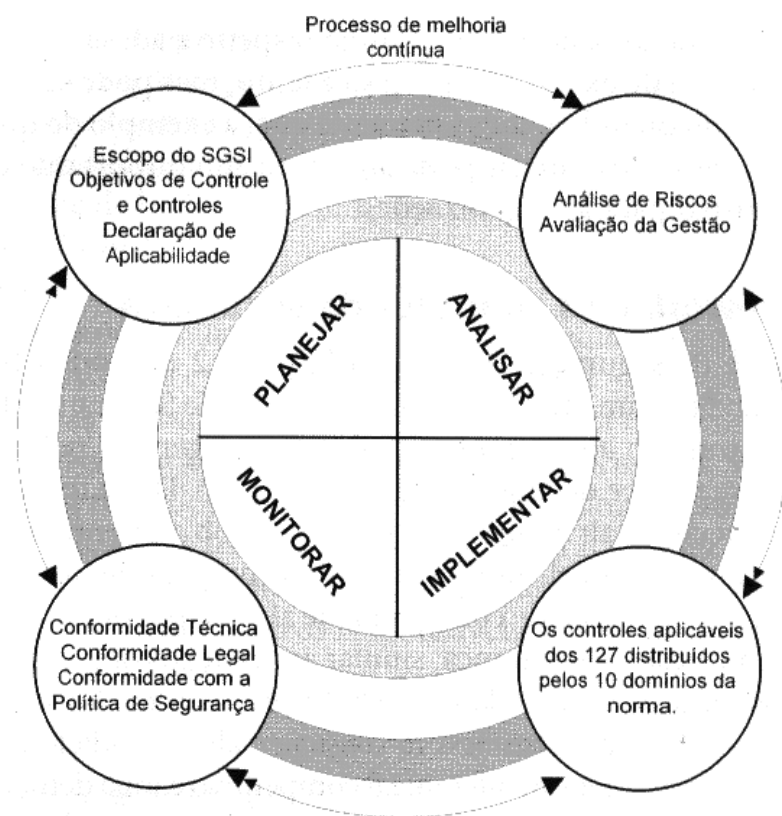 Processo de melhoria
contínua
Escopo do SGSI
Objetivos de Controle
e Controles
Declaração de
Aplicabilidade
Análise de Riscos
Avaliação da Gestão
PLANEJAR
ANALISAR
MONITORAR
IMPLEMENTAR
Conformidade Técnica
Conformidade Legal
Conformidade com a
Política de Segurança
Os controles aplicáveis
dos 127 distribuídos
pelos 10 domínios da
norma.